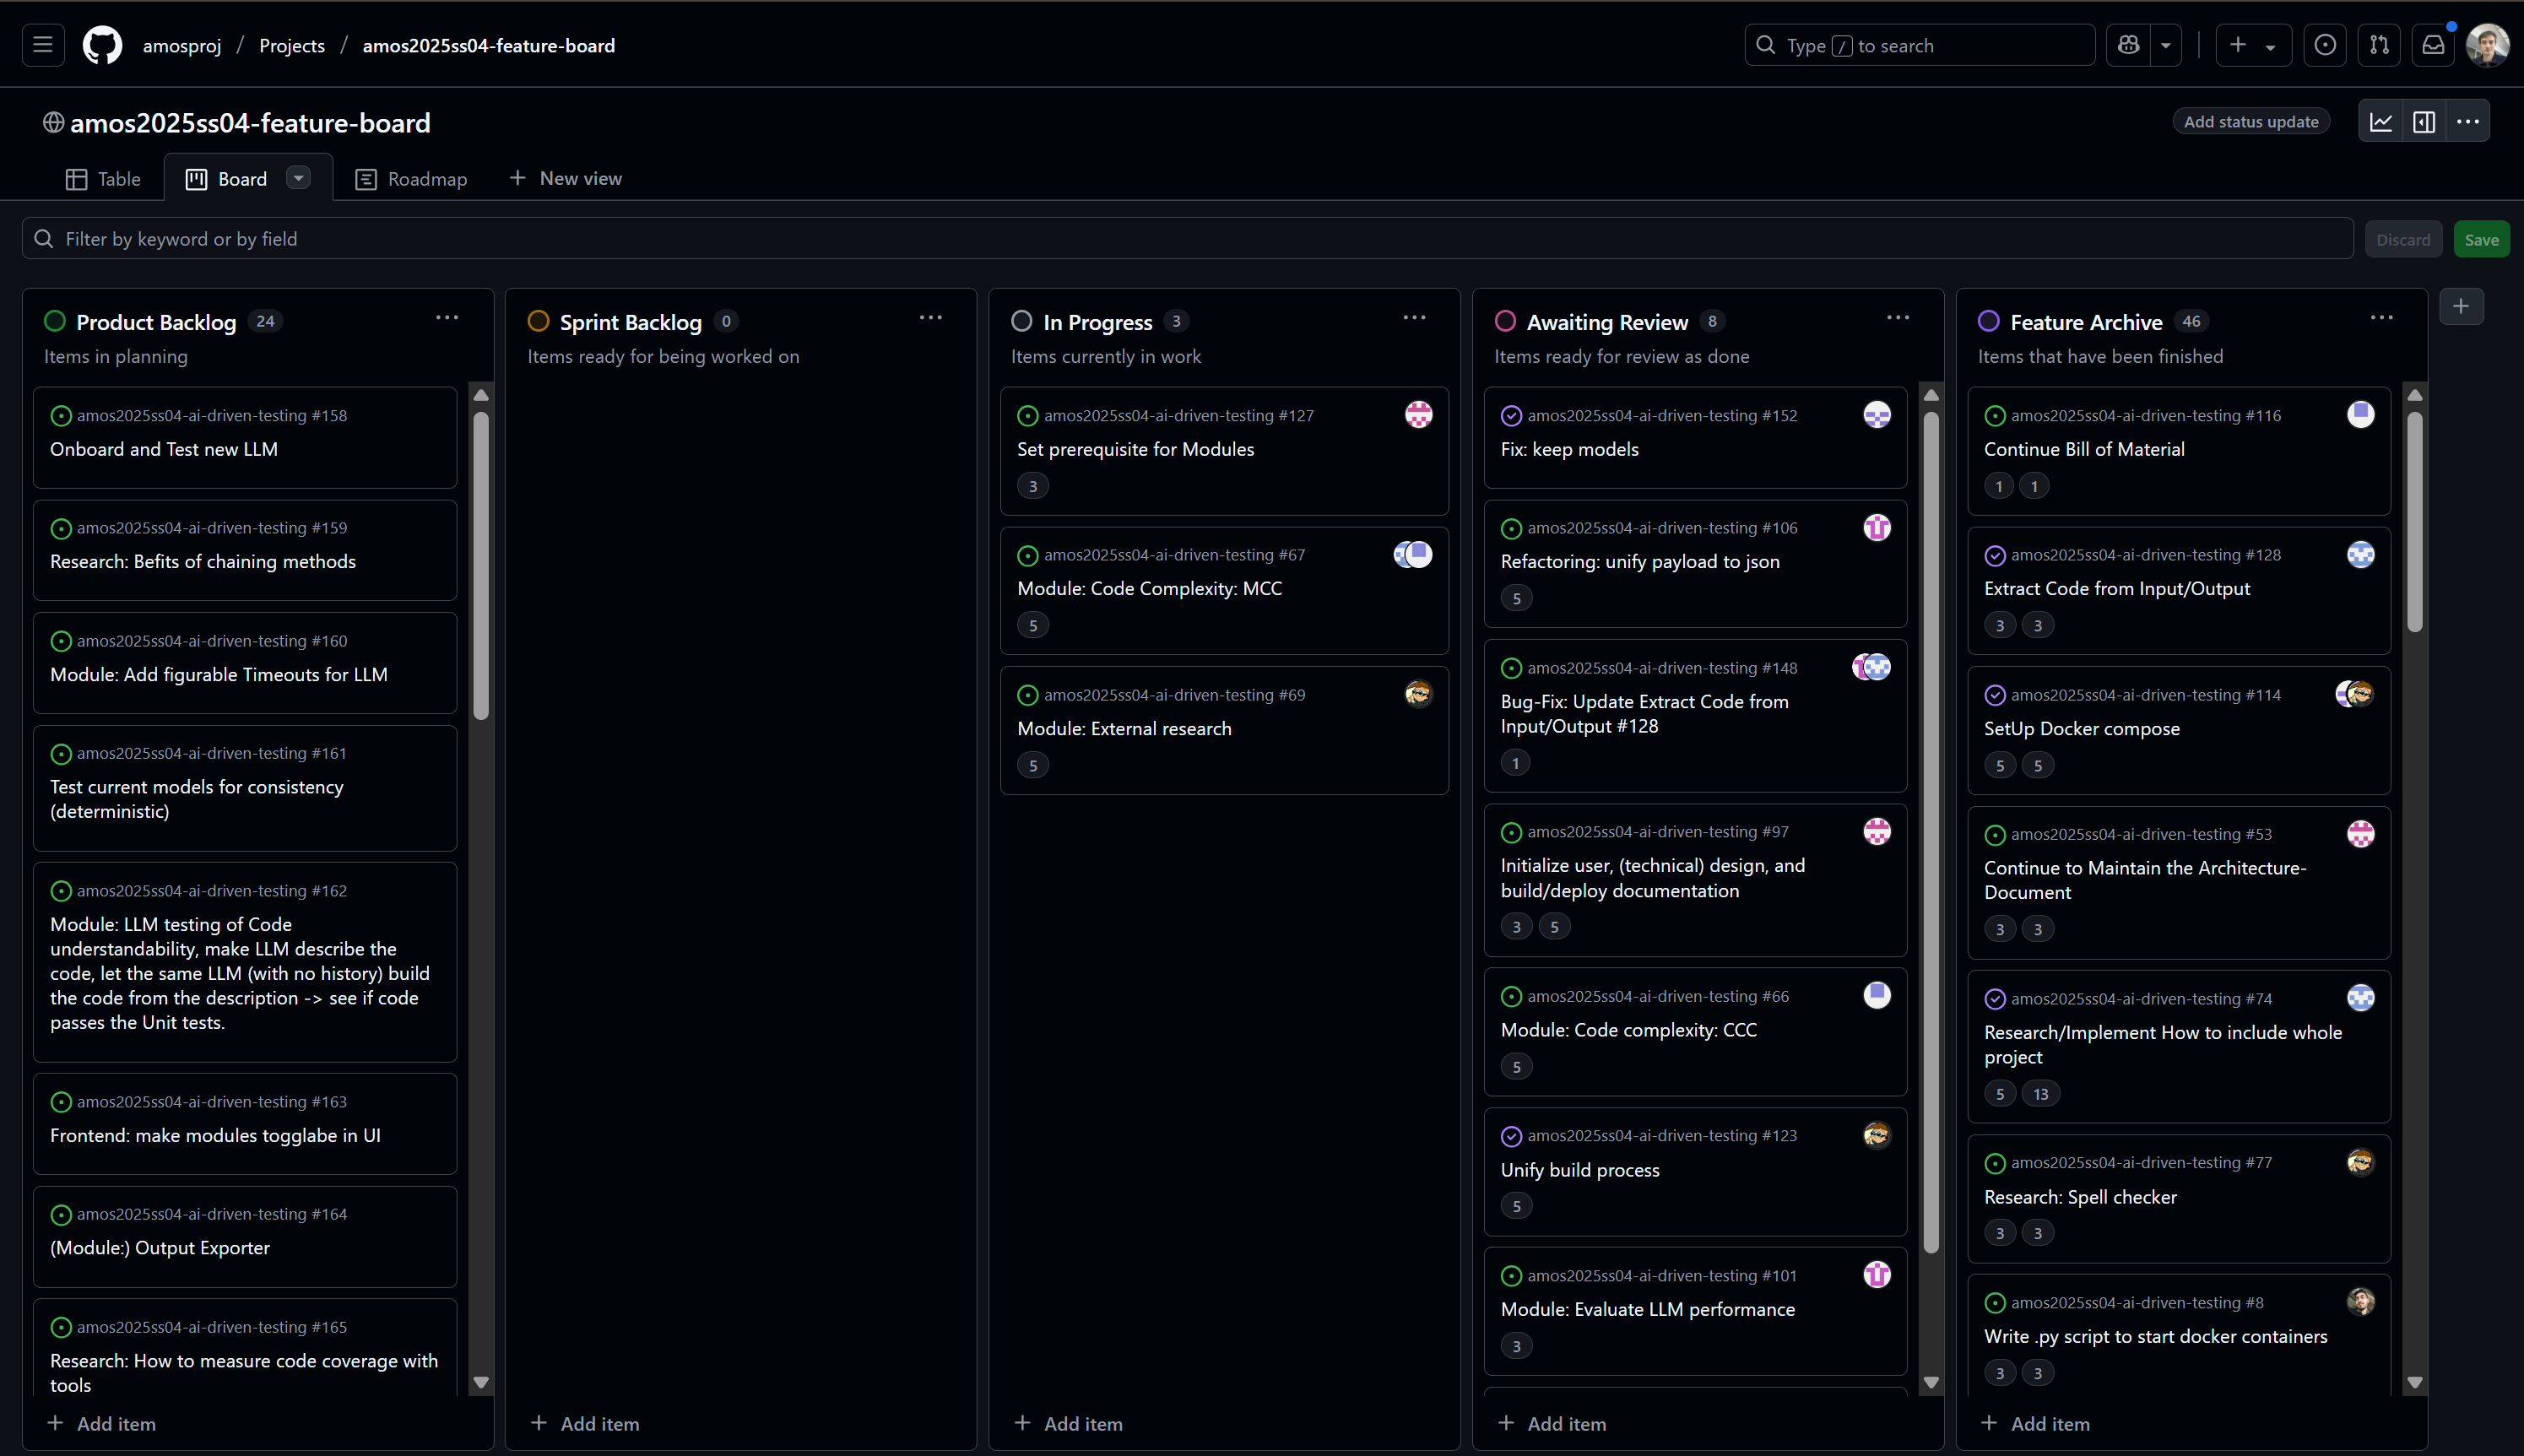 amosproj / Projects / amos2025ss04-feature-board
Type / to search
amos2025ss04-feature-board
Add status update
Table
Board
Roadmap
New view
Filter by keyword or by field
Discard
Save
Product Backlog 24
Items in planning
amos2025ss04-ai-driven-testing #158
Onboard and Test new LLM
amos2025ss04-ai-driven-testing #159
Research: Befits of chaining methods
amos2025ss04-ai-driven-testing #160
Module: Add figurable Timeouts for LLM
amos2025ss04-ai-driven-testing #161
Test current models for consistency
(deterministic)
amos2025ss04-ai-driven-testing #162
Module: LLM testing of Code
understandability, make LLM describe the
code, let the same LLM (with no history) build
the code from the description -> see if code
passes the Unit tests.
amos2025ss04-ai-driven-testing #163
Frontend: make modules togglabe in UI
amos2025ss04-ai-driven-testing #164
(Module:) Output Exporter
amos2025ss04-ai-driven-testing #165
Research: How to measure code coverage with
tools
Add item
Sprint Backlog 0
Items ready for being worked on
Add item
In Progress 3
Items currently in work
amos2025ss04-ai-driven-testing #127
Set prerequisite for Modules
3
amos2025ss04-ai-driven-testing #67
Module: Code Complexity: MCC
5
amos2025ss04-ai-driven-testing #69
Module: External research
5
Add item
Awaiting Review 8
Items ready for review as done
amos2025ss04-ai-driven-testing #152
Fix: keep models
amos2025ss04-ai-driven-testing #106
Refactoring: unify payload to json
5
amos2025ss04-ai-driven-testing #148
Bug-Fix: Update Extract Code from
Input/Output #128
1
amos2025ss04-ai-driven-testing #97
Initialize user, (technical) design, and
build/deploy documentation
3 5
amos2025ss04-ai-driven-testing #66
Module: Code complexity: CCC
5
amos2025ss04-ai-driven-testing #123
Unify build process
5
amos2025ss04-ai-driven-testing #101
Module: Evaluate LLM performance
3
Add item
Feature Archive 46
Items that have been finished
amos2025ss04-ai-driven-testing #116
Continue Bill of Material
1 1
amos2025ss04-ai-driven-testing #128
Extract Code from Input/Output
3 3
amos2025ss04-ai-driven-testing #114
SetUp Docker compose
5 5
amos2025ss04-ai-driven-testing #53
Continue to Maintain the Architecture-
Document
3 3
amos2025ss04-ai-driven-testing #74
Research/Implement How to include whole
project
5 13
amos2025ss04-ai-driven-testing #77
Research: Spell checker
3 3
amos2025ss04-ai-driven-testing #8
Write .py script to start docker containers
3 3
Add item